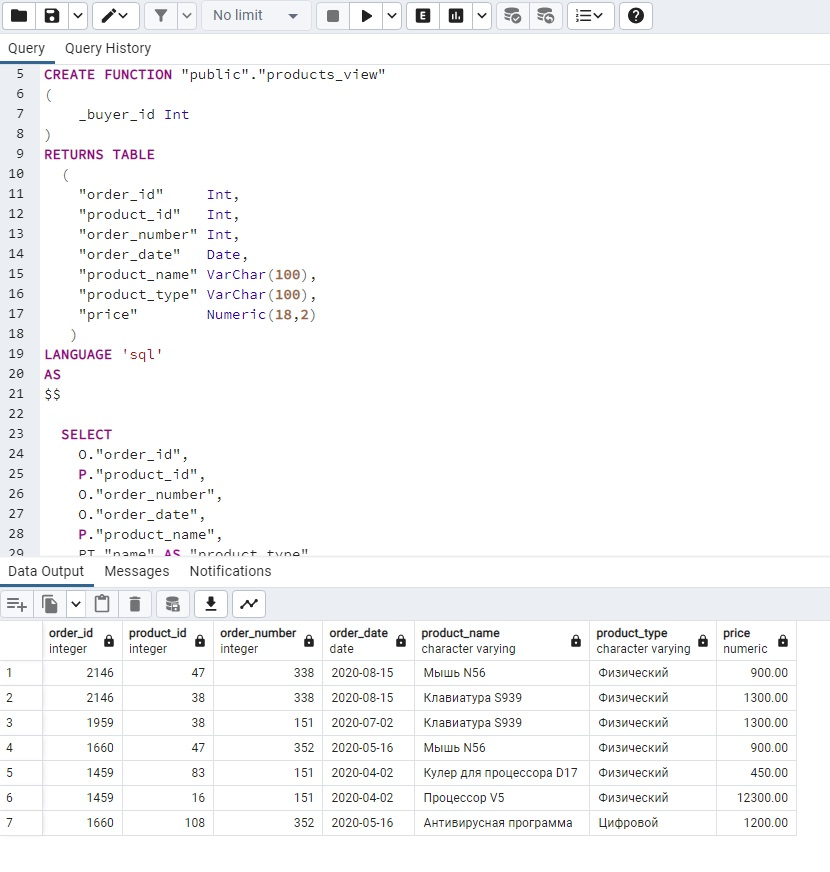 No limit
E
Query Query History
5 CREATE FUNCTION "public"."products_view"
6 (
7 _buyer_id Int
8 )
9 RETURNS TABLE
10 (
11 "order_id" Int,
12 "product_id" Int,
13 "order_number" Int,
14 "order_date" Date,
15 "product_name" VarChar(100),
16 "product_type" VarChar(100),
17 "price" Numeric(18,2)
18 )
19 LANGUAGE 'sql'
20 AS
21 $$
22
23 SELECT
24 O."order_id",
25 P."product_id",
26 O."order_number",
27 O."order_date",
28 P."product_name",
29 PT."name" AS "product_type"
Data Output Messages Notifications
order_id product_id order_number order_date product_name product_type price
integer integer integer date character varying character varying numeric
1 2146 47 338 2020-08-15 Мышь N56 Физический 900.00
2 2146 38 338 2020-08-15 Клавиатура S939 Физический 1300.00
3 1959 38 151 2020-07-02 Клавиатура S939 Физический 1300.00
4 1660 47 352 2020-05-16 Мышь N56 Физический 900.00
5 1459 83 151 2020-04-02 Кулер для процессора D17 Физический 450.00
6 1459 16 151 2020-04-02 Процессор V5 Физический 12300.00
7 1660 108 352 2020-05-16 Антивирусная программа Цифровой 1200.00